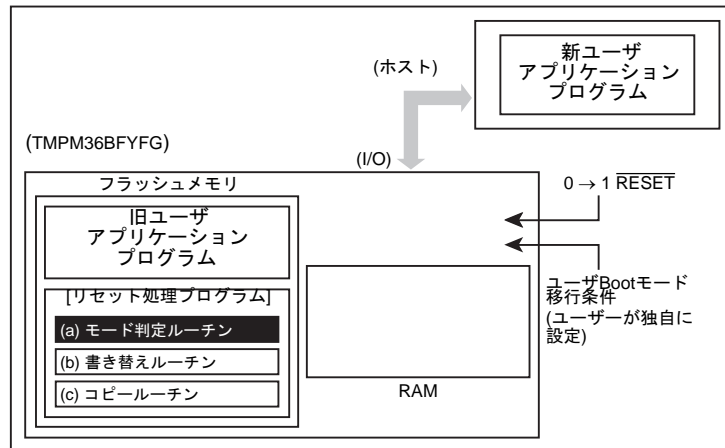 新ユーザ
アプリケーション
プログラム
(ホスト)
(TMPM36BFYFG)
(I/O)
フラッシュメモリ
0 → 1 RESET
旧ユーザ
アプリケーション
プログラム
[リセット処理プログラム]
(a) モード判定ルーチン
(b) 書き替えルーチン
(c) コピールーチン
RAM
ユーザBootモード
移行条件
(ユーザーが独自に
設定)